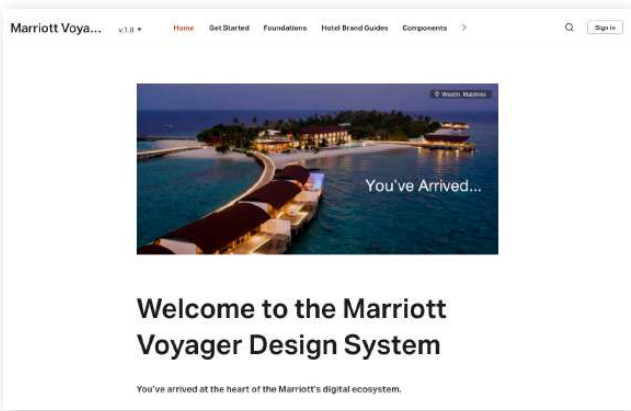 Marriott Voya... v:1.8 Home Get Started Foundations Hotel Brand Guides Components Sign in
Westin, Maldives
You've Arrived...
Welcome to the Marriott
Voyager Design System
You've arrived at the heart of the Marriott's digital ecosystem.